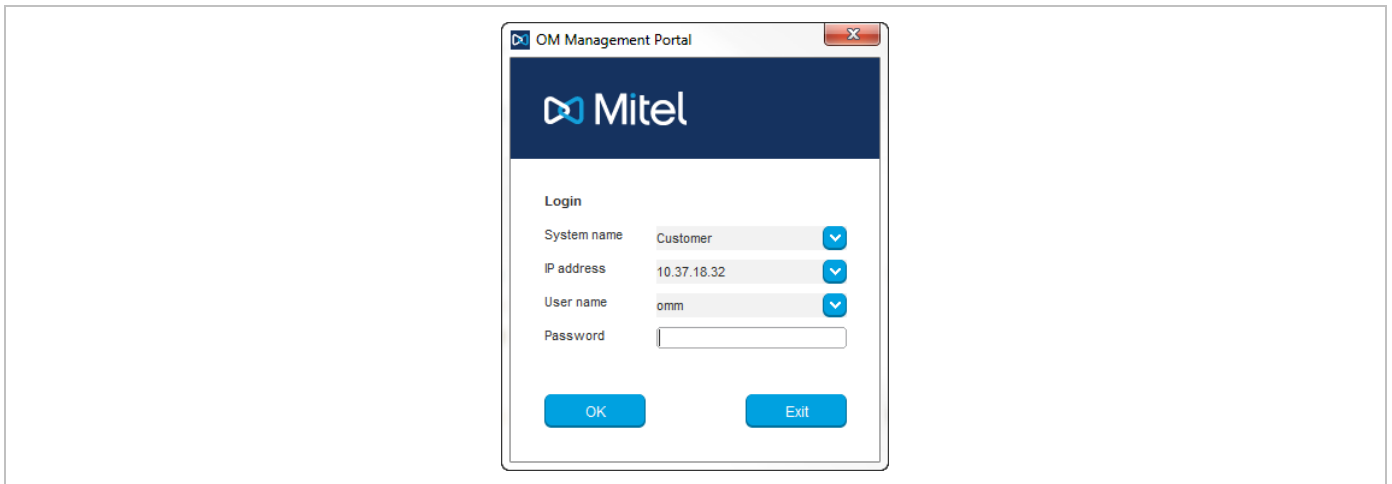 OM Management Portal
Mitel
Login
System name Customer
IP address 10.37.18.32
User name omm
Password
OK Exit